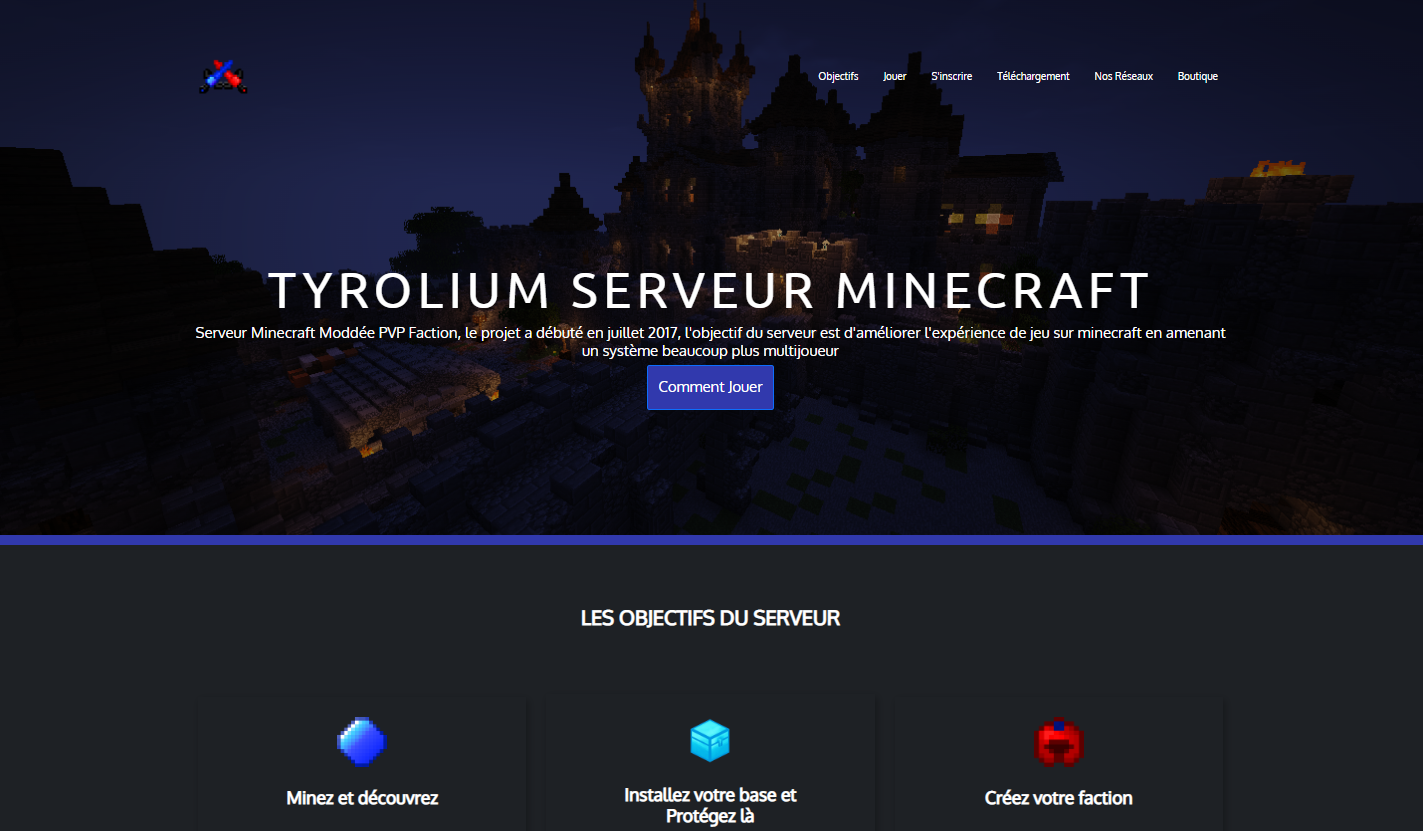 Objectifs Jouer S'inscrire Téléchargement Nos Réseaux Boutique
TYROLIUM SERVEUR MINECRAFT
Serveur Minecraft Moddée PVP Faction, le projet a débuté en juillet 2017, l'objectif du serveur est d'améliorer l'expérience de jeu sur minecraft en amenant
un système beaucoup plus multijoueur
Comment Jouer
LES OBJECTIFS DU SERVEUR
Minez et découvrez
Installez votre base et
Protégez là
Créez votre faction